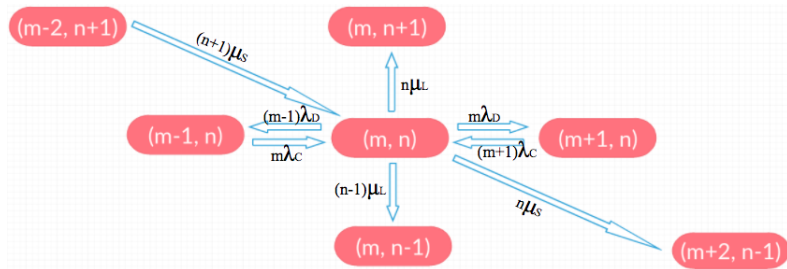 (m-2, n+1)
(m, n+1)
(n+1)μs
nμL
(m-1)λD
mλD
(m-1, n)
(m, n)
(m+1, n)
mλC
(m+1)λC
(n-1)μL
nμs
(m, n-1)
(m+2, n-1)